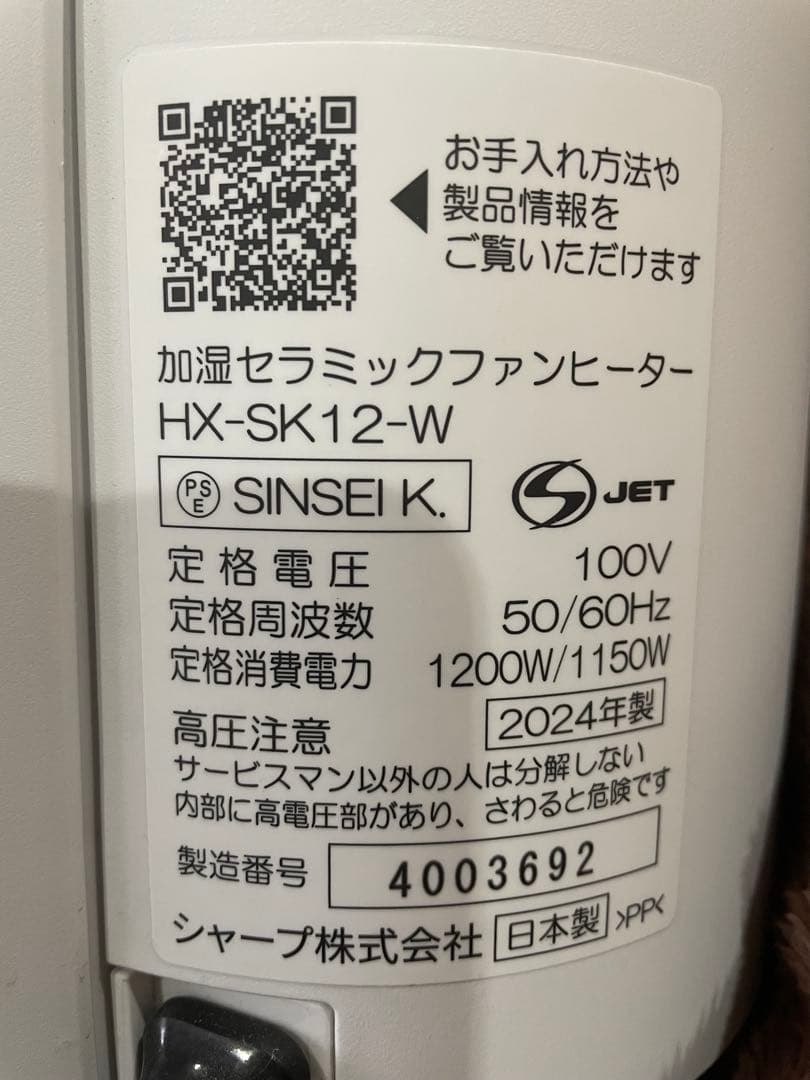 お手入れ方法や
製品情報を
ご覧いただけます
加湿セラミックファンヒーター
HX-SK12-W
PSE SINSEI K. S JET
定格電圧 100V
定格周波数 50/60Hz
定格消費電力 1200W/1150W
高圧注意 2024年製
サービスマン以外の人は分解しない
内部に高電圧部があり、さわると危険です
製造番号 4003692
シャープ株式会社 日本製 >PP<